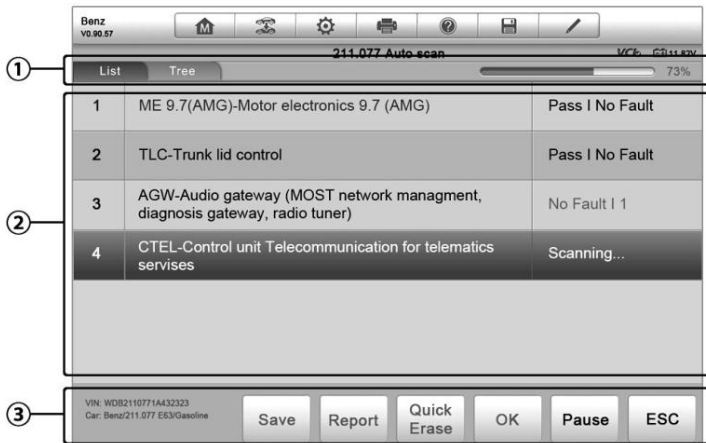 Benz
V0.90.57
M
211.077 Auto scan
VCI
11.82V
①
List
Tree
73%
②
1
ME 9.7(AMG)-Motor electronics 9.7 (AMG)
Pass I No Fault
2
TLC-Trunk lid control
Pass I No Fault
3
AGW-Audio gateway (MOST network managment,
diagnosis gateway, radio tuner)
No Fault I 1
4
CTEL-Control unit Telecommunication for telematics
servises
Scanning...
③
VIN: WDB2110771A432323
Car: Benz/211.077 E63/Gasoline
Save
Report
Quick
Erase
OK
Pause
ESC